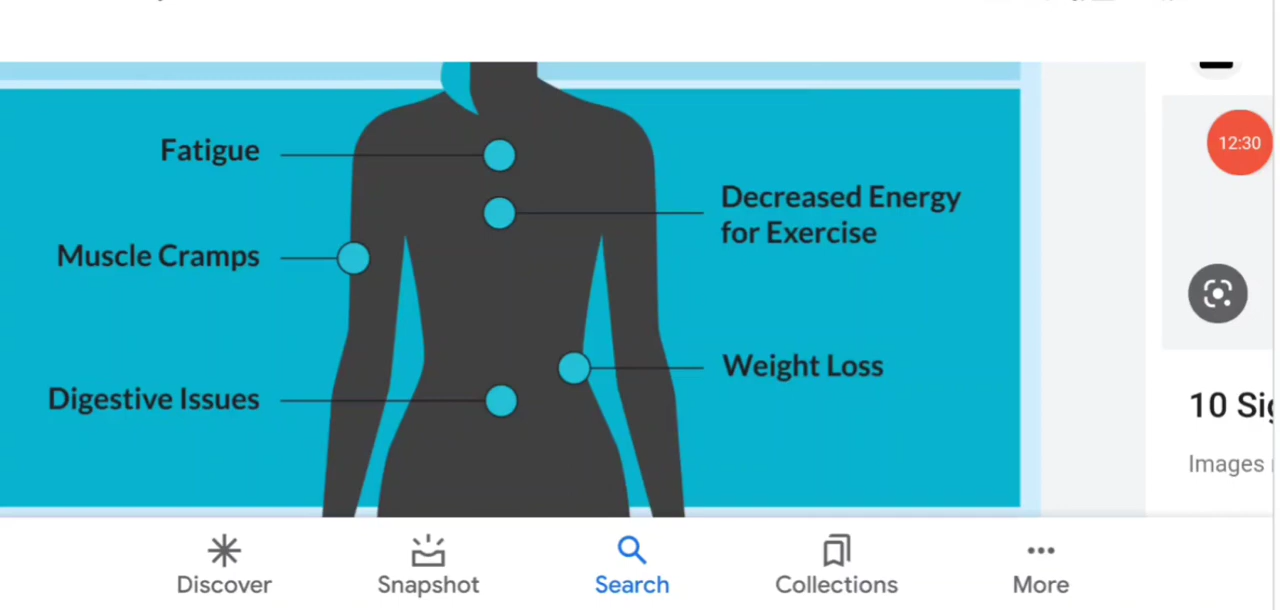 Fatigue
Decreased Energy
for Exercise
Muscle Cramps
Weight Loss
Digestive Issues
12:30
10 Sig
Images
Discover
Snapshot
Search
Collections
More